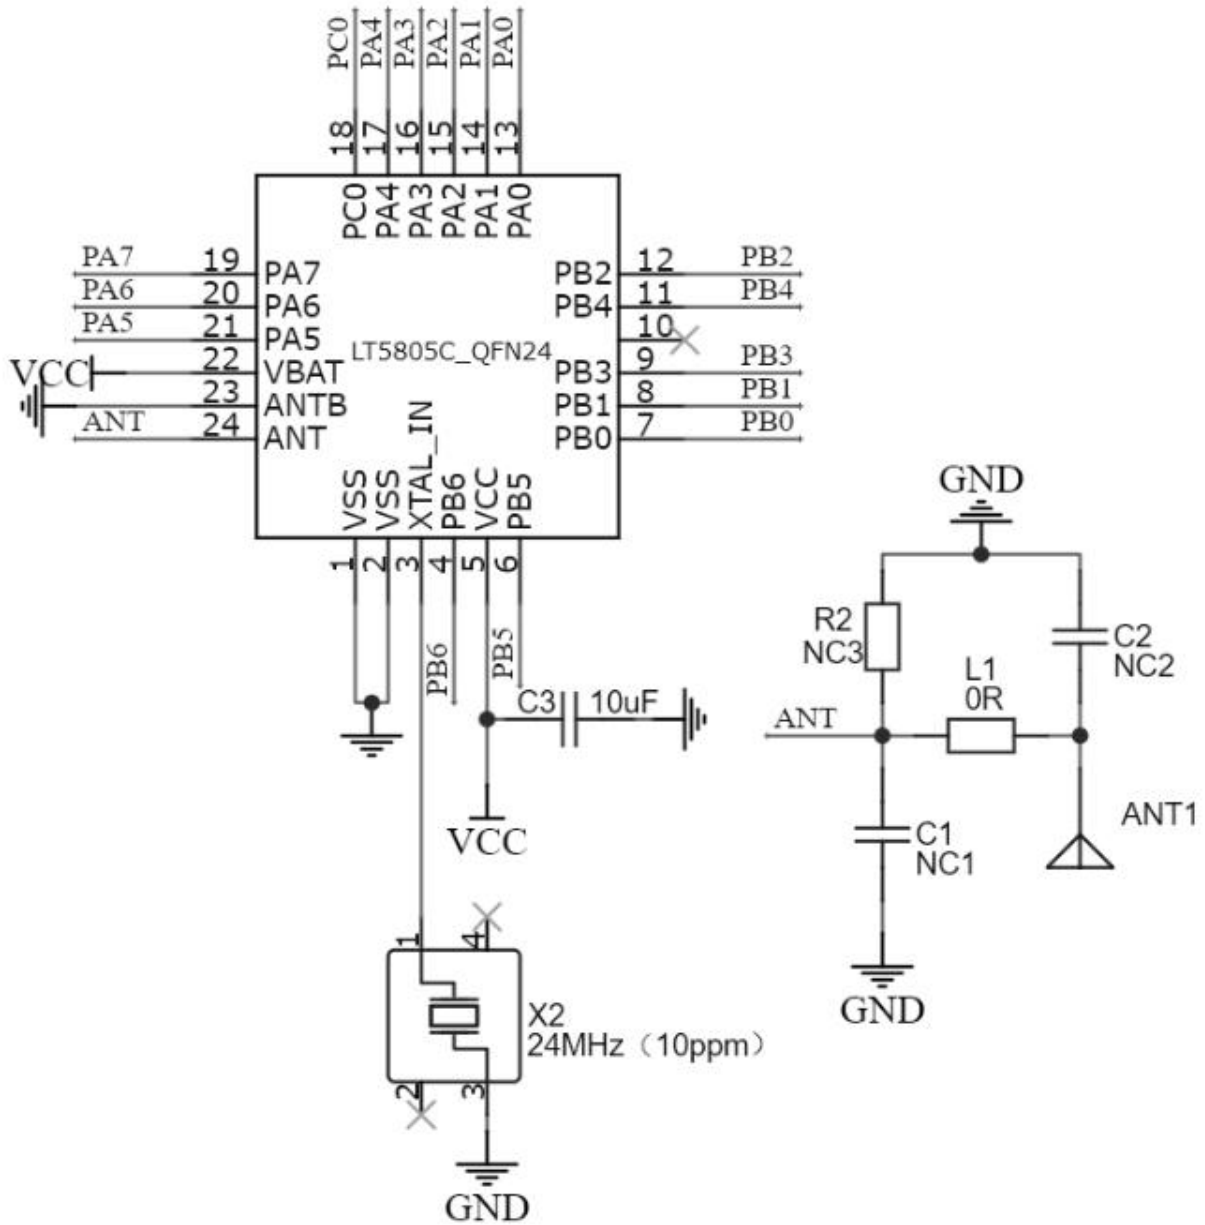 PC0
PA4
PA3
PA2
PA1
PA0
18
17
16
15
14
13
PC0
PA4
PA3
PA2
PA1
PA0
PA7 19 PA7
PA6 20 PA6
PA5 21 PA5
VCC 22 VBAT
23 ANTB
ANT 24 ANT
LT5805C_QFN24
PB2 12 PB2
PB4 11 PB4
10
PB3 9 PB3
PB1 8 PB1
PB0 7 PB0
VSS
VSS
XTAL_IN
PB6
VCC
PB5
1
2
3
4
5
6
PB6
PB5
C3 10uF
VCC
1
4
X2
24MHz（10ppm）
2
3
GND
GND
R2
NC3
C2
NC2
L1
0R
ANT
C1
NC1
ANT1
GND